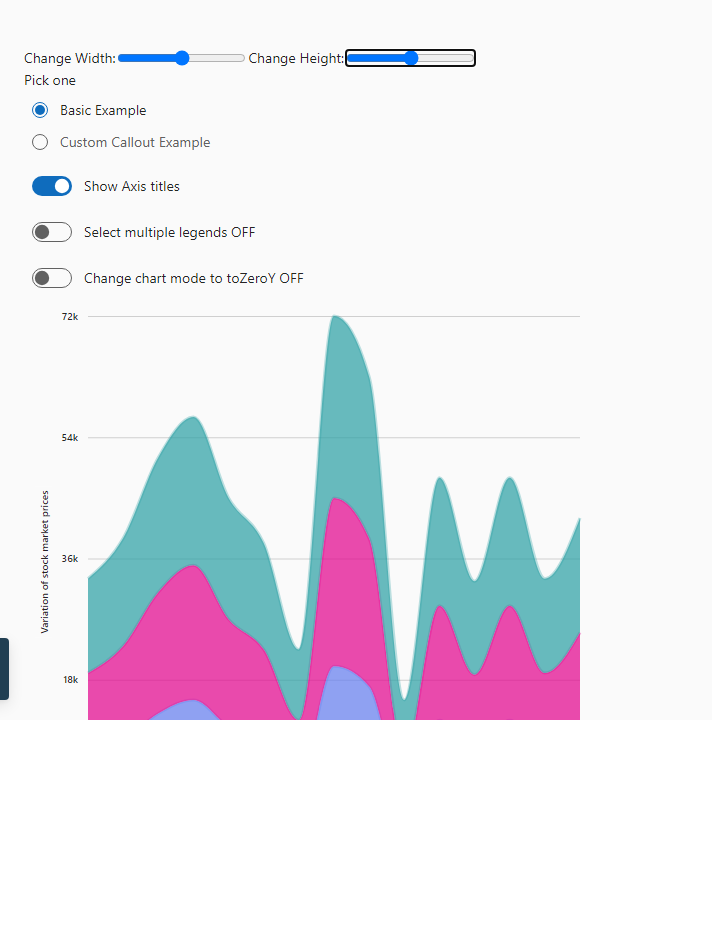 Change Width: Change Height:
Pick one
Basic Example
Custom Callout Example
Show Axis titles
Select multiple legends OFF
Change chart mode to toZeroY OFF
72k
54k
Variation of stock market prices
36k
18k